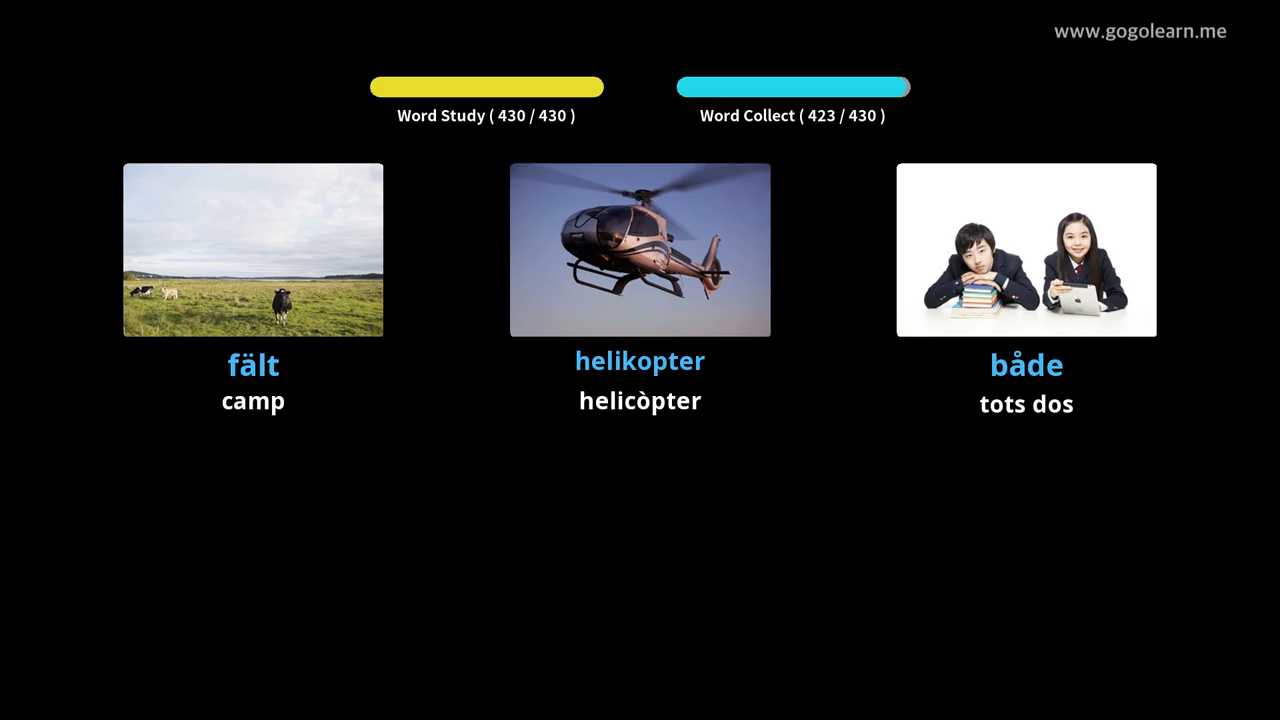 www.gogolearn.me
Word Study ( 430 / 430 )
Word Collect ( 423 / 430 )
fält
camp
helikopter
helicòpter
både
tots dos